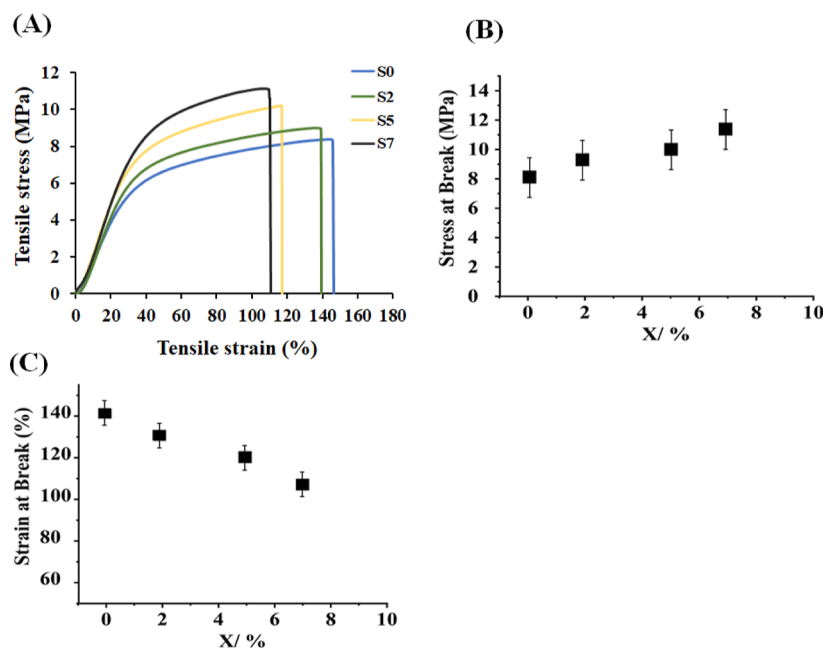 (A)
Tensile stress (MPa)
12
10
8
6
4
2
0
0 20 40 60 80 100 120 140 160 180
Tensile strain (%)
S0
S2
S5
S7
(B)
Stress at Break (MPa)
14
12
10
8
6
4
2
0
0 2 4 6 8 10
X/ %
(C)
Strain at Break (%)
140
120
100
80
60
0 2 4 6 8 10
X/ %